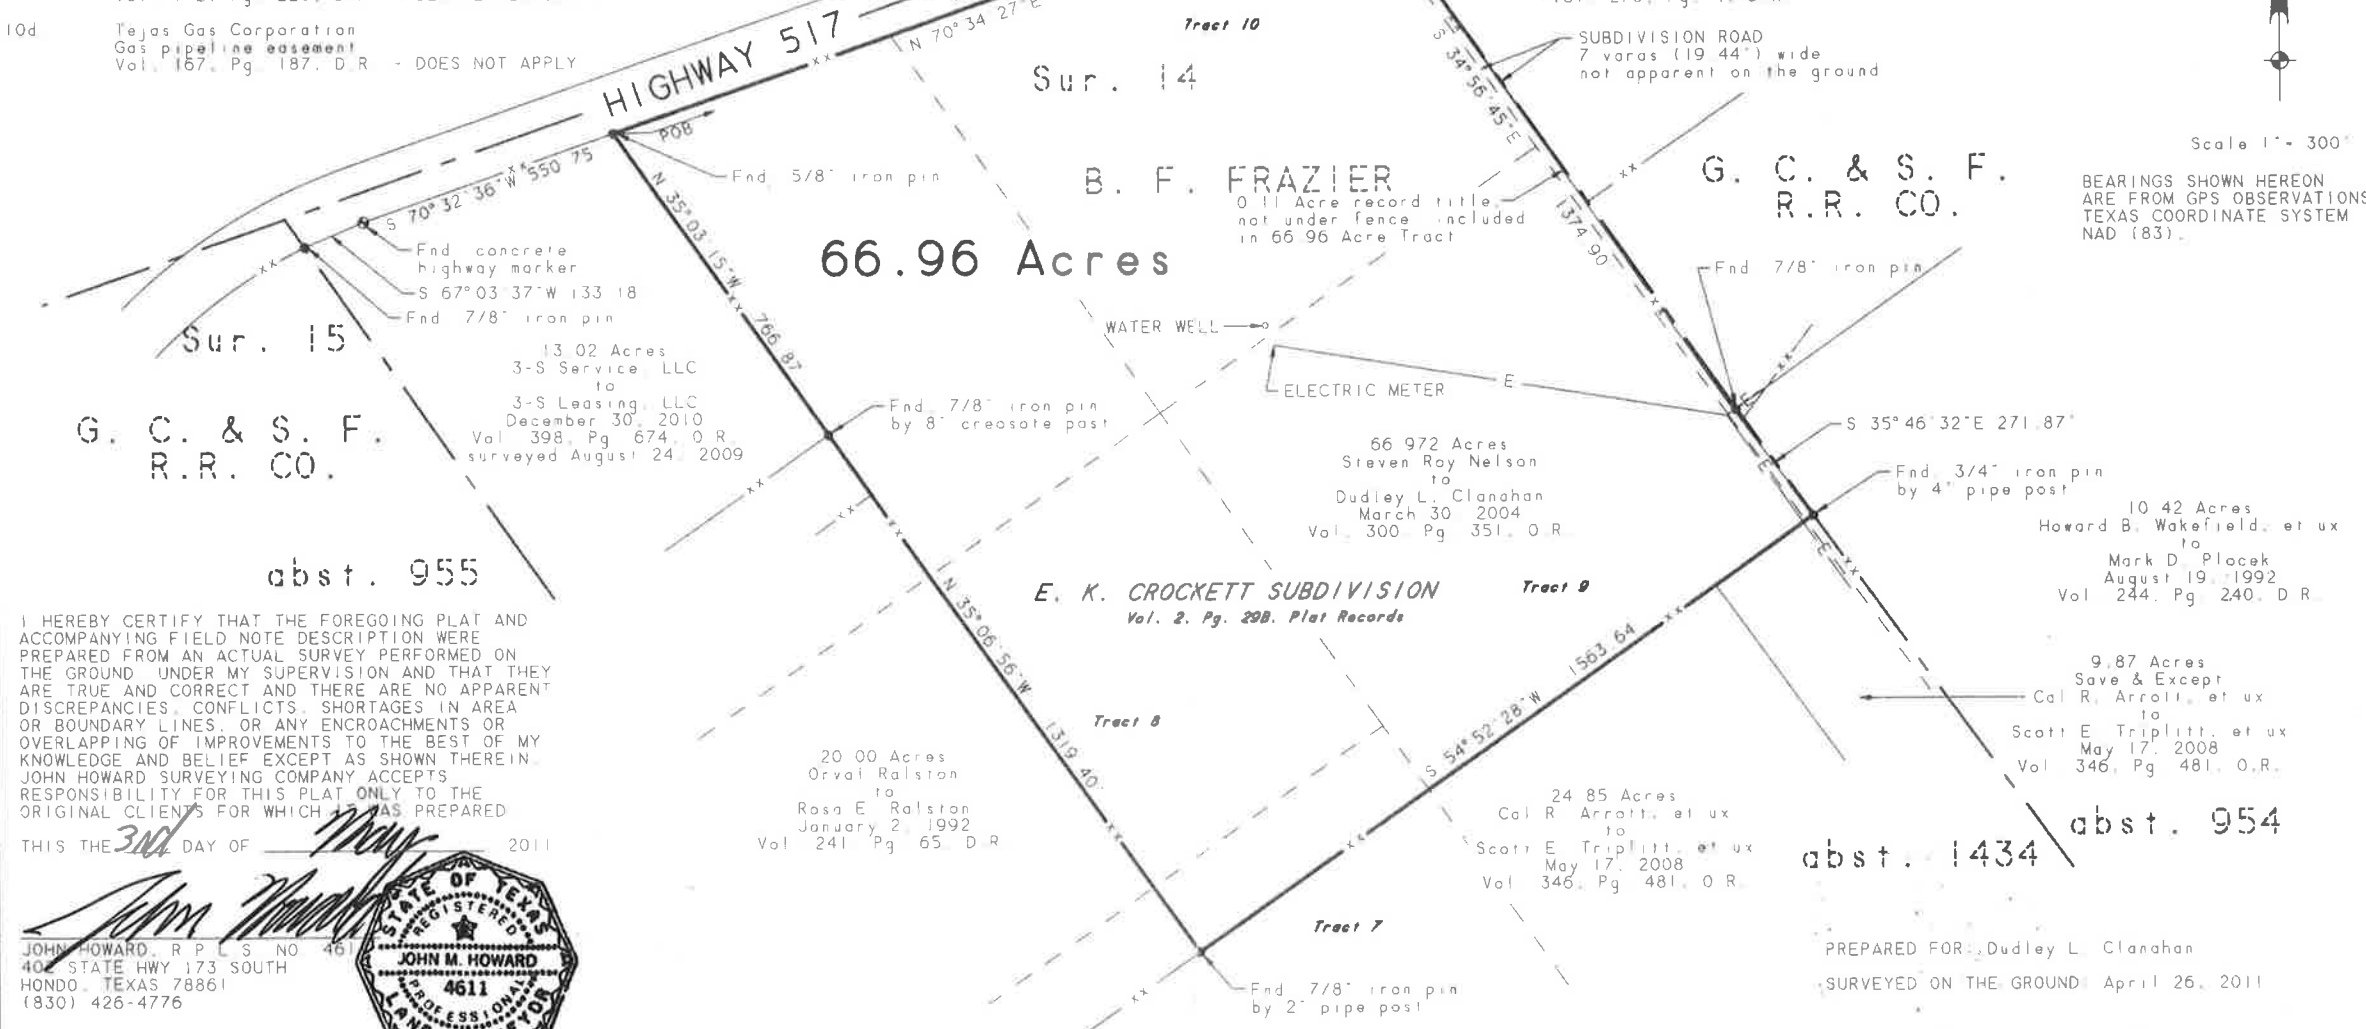 10d
Tejas Gas Corporation
Gas pipeline easement
Vol. 167, Pg. 187, D.R. - DOES NOT APPLY
HIGHWAY 517
N 70°34'27"E
Tract 10
Sur. 14
S 34°56'45"E
1374.90
SUBDIVISION ROAD
7 varas (19.44') wide
not apparent on the ground
Scale 1"= 300'
BEARINGS SHOWN HEREON
ARE FROM GPS OBSERVATIONS
TEXAS COORDINATE SYSTEM
NAD (83).
POB
S 70°32'36"W 550.75
Fnd. 5/8" iron pin
B. F. FRAZIER
0.11 Acre record title,
not under fence included
in 66.96 Acre Tract
G. C. & S. F.
R.R. CO.
Fnd. concrete
highway marker
S 67°03'37"W 133.18
Fnd. 7/8" iron pin
N 35°03'15"W
766.87
66.96 Acres
Fnd. 7/8" iron pin
WATER WELL
ELECTRIC METER
E
Sur. 15
G. C. & S. F.
R.R. CO.
abst. 955
13.02 Acres
3-S Service, LLC
to
3-S Leasing, LLC
December 30, 2010
Vol. 398, Pg. 674, O.R.
surveyed August 24, 2009
Fnd. 7/8" iron pin
by 8" creosote post
66.972 Acres
Steven Roy Nelson
to
Dudley L. Clanahan
March 30, 2004
Vol. 300, Pg. 351, O.R.
S 35°46'32"E 271.87'
Fnd. 3/4" iron pin
by 4" pipe post
10.42 Acres
Howard B. Wakefield, et ux
to
Mark D. Plocek
August 19, 1992
Vol. 244, Pg. 240, D.R.
N 35°06'56"W
1319.40
E. K. CROCKETT SUBDIVISION
Vol. 2, Pg. 29B, Plat Records
Tract 9
S 54°52'28"W
1563.64
Tract 8
9.87 Acres
Save & Except
Cal R. Arrott, et ux
to
Scott E. Triplitt, et ux
May 17, 2008
Vol. 346, Pg. 481, O.R.
20.00 Acres
Orval Ralston
to
Rosa E. Ralston
January 2, 1992
Vol. 241, Pg. 65, D.R.
24.85 Acres
Cal R. Arrott, et ux
to
Scott E. Triplitt, et ux
May 17, 2008
Vol. 346, Pg. 481, O.R.
abst. 1434
abst. 954
Tract 7
Fnd. 7/8" iron pin
by 2" pipe post
I HEREBY CERTIFY THAT THE FOREGOING PLAT AND
ACCOMPANYING FIELD NOTE DESCRIPTION WERE
PREPARED FROM AN ACTUAL SURVEY PERFORMED ON
THE GROUND UNDER MY SUPERVISION AND THAT THEY
ARE TRUE AND CORRECT AND THERE ARE NO APPARENT
DISCREPANCIES, CONFLICTS, SHORTAGES IN AREA
OR BOUNDARY LINES, OR ANY ENCROACHMENTS OR
OVERLAPPING OF IMPROVEMENTS TO THE BEST OF MY
KNOWLEDGE AND BELIEF EXCEPT AS SHOWN THEREIN.
JOHN HOWARD SURVEYING COMPANY ACCEPTS
RESPONSIBILITY FOR THIS PLAT ONLY TO THE
ORIGINAL CLIENTS FOR WHICH IT WAS PREPARED
THIS THE 3rd DAY OF May 2011
John Howard
JOHN HOWARD, R.P.L.S. NO. 461
402 STATE HWY 173 SOUTH
HONDO, TEXAS 78861
(830) 426-4776
STATE OF TEXAS
REGISTERED
JOHN M. HOWARD
4611
PROFESSIONAL
LAND SURVEYOR
PREPARED FOR: Dudley L. Clanahan
SURVEYED ON THE GROUND: April 26, 2011